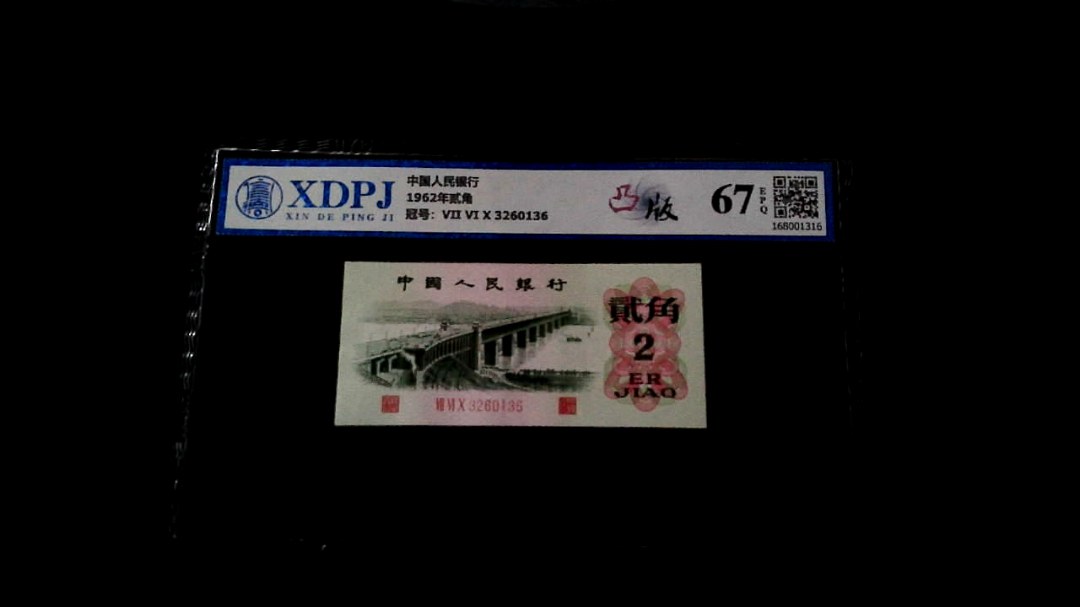 XDPJ
XIN DE PING JI
中国人民银行
1962年贰角
冠号：VII VI X 3260136
凸版
67
EPQ
168001316
中國人民銀行
貳角
2
ER
JIAO
VII VI X 3260136